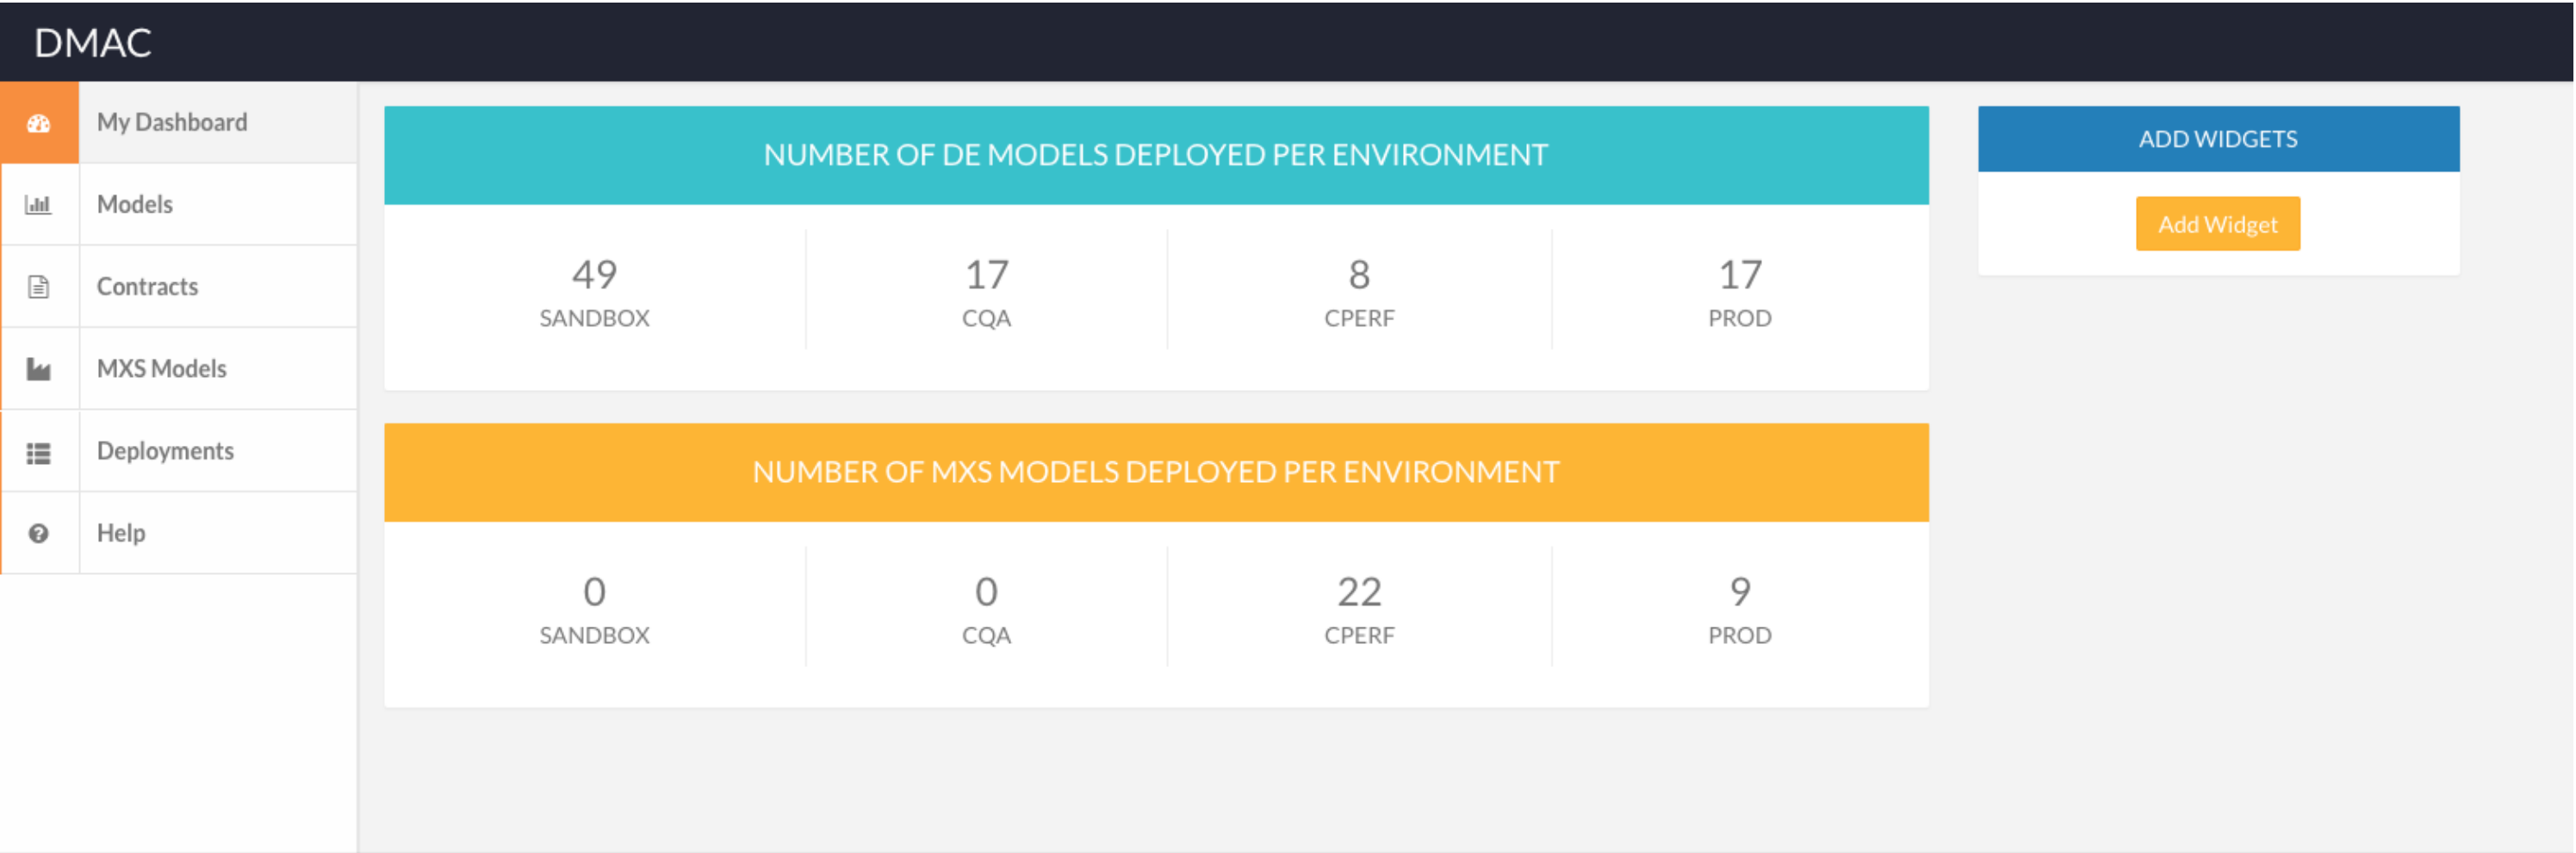 DMAC
My Dashboard
Models
Contracts
MXS Models
Deployments
Help
NUMBER OF DE MODELS DEPLOYED PER ENVIRONMENT
49 17 8 17
SANDBOX CQA CPERF PROD
NUMBER OF MXS MODELS DEPLOYED PER ENVIRONMENT
0 0 22 9
SANDBOX CQA CPERF PROD
ADD WIDGETS
Add Widget